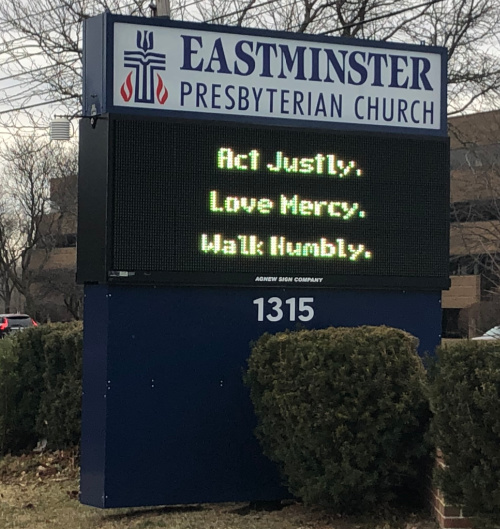 EASTMINSTER
PRESBYTERIAN CHURCH
Act Justly.
Love Mercy.
Walk Humbly.
AGNEW SIGN COMPANY
1315